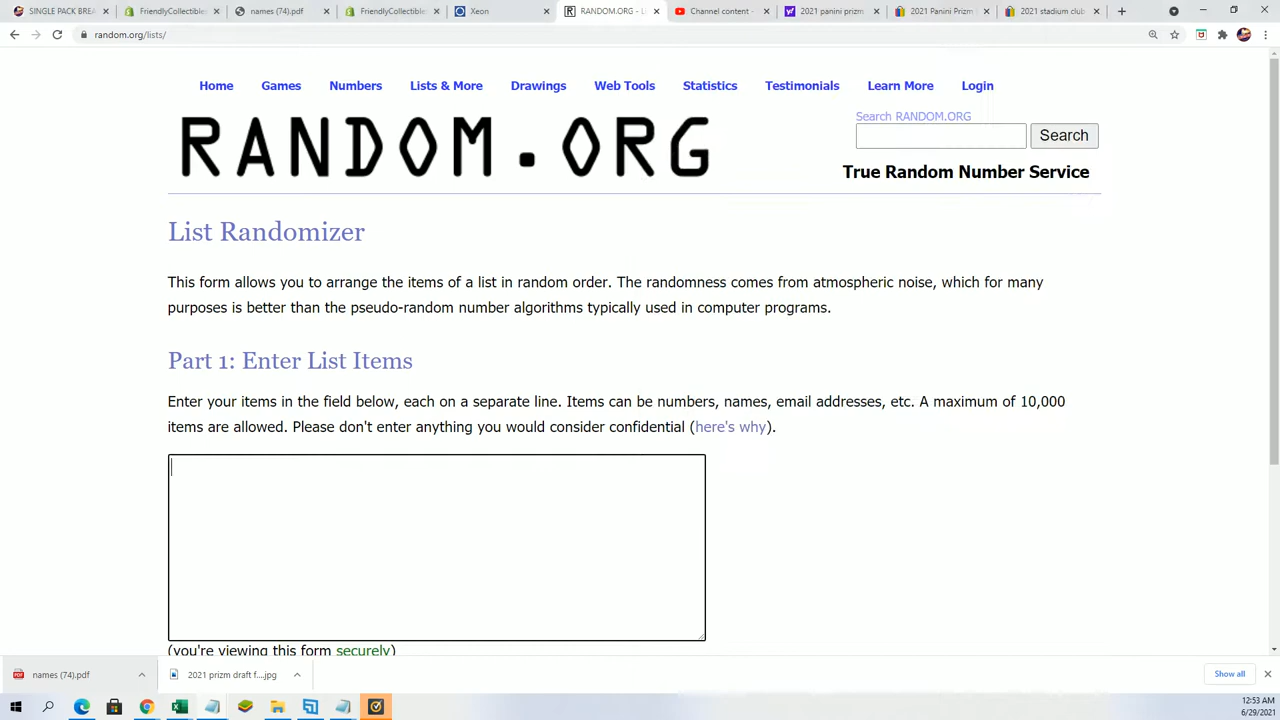 SINGLE PACK BREA
FriendlyCollectibles
names (74).pdf
FriendlyCollectibles
Xeon
RANDOM.ORG - L
Channel content -
2021 panini prizm
2021 Panini Prizm
2021 stadium club
random.org/lists/
Home Games Numbers Lists & More Drawings Web Tools Statistics Testimonials Learn More Login
RANDOM.ORG
Search RANDOM.ORG
Search
True Random Number Service
List Randomizer
This form allows you to arrange the items of a list in random order. The randomness comes from atmospheric noise, which for many
purposes is better than the pseudo-random number algorithms typically used in computer programs.
Part 1: Enter List Items
Enter your items in the field below, each on a separate line. Items can be numbers, names, email addresses, etc. A maximum of 10,000
items are allowed. Please don't enter anything you would consider confidential (here's why).
(you're viewing this form securely)
names (74).pdf
2021 prizm draft f....jpg
Show all
12:53 AM
6/29/2021